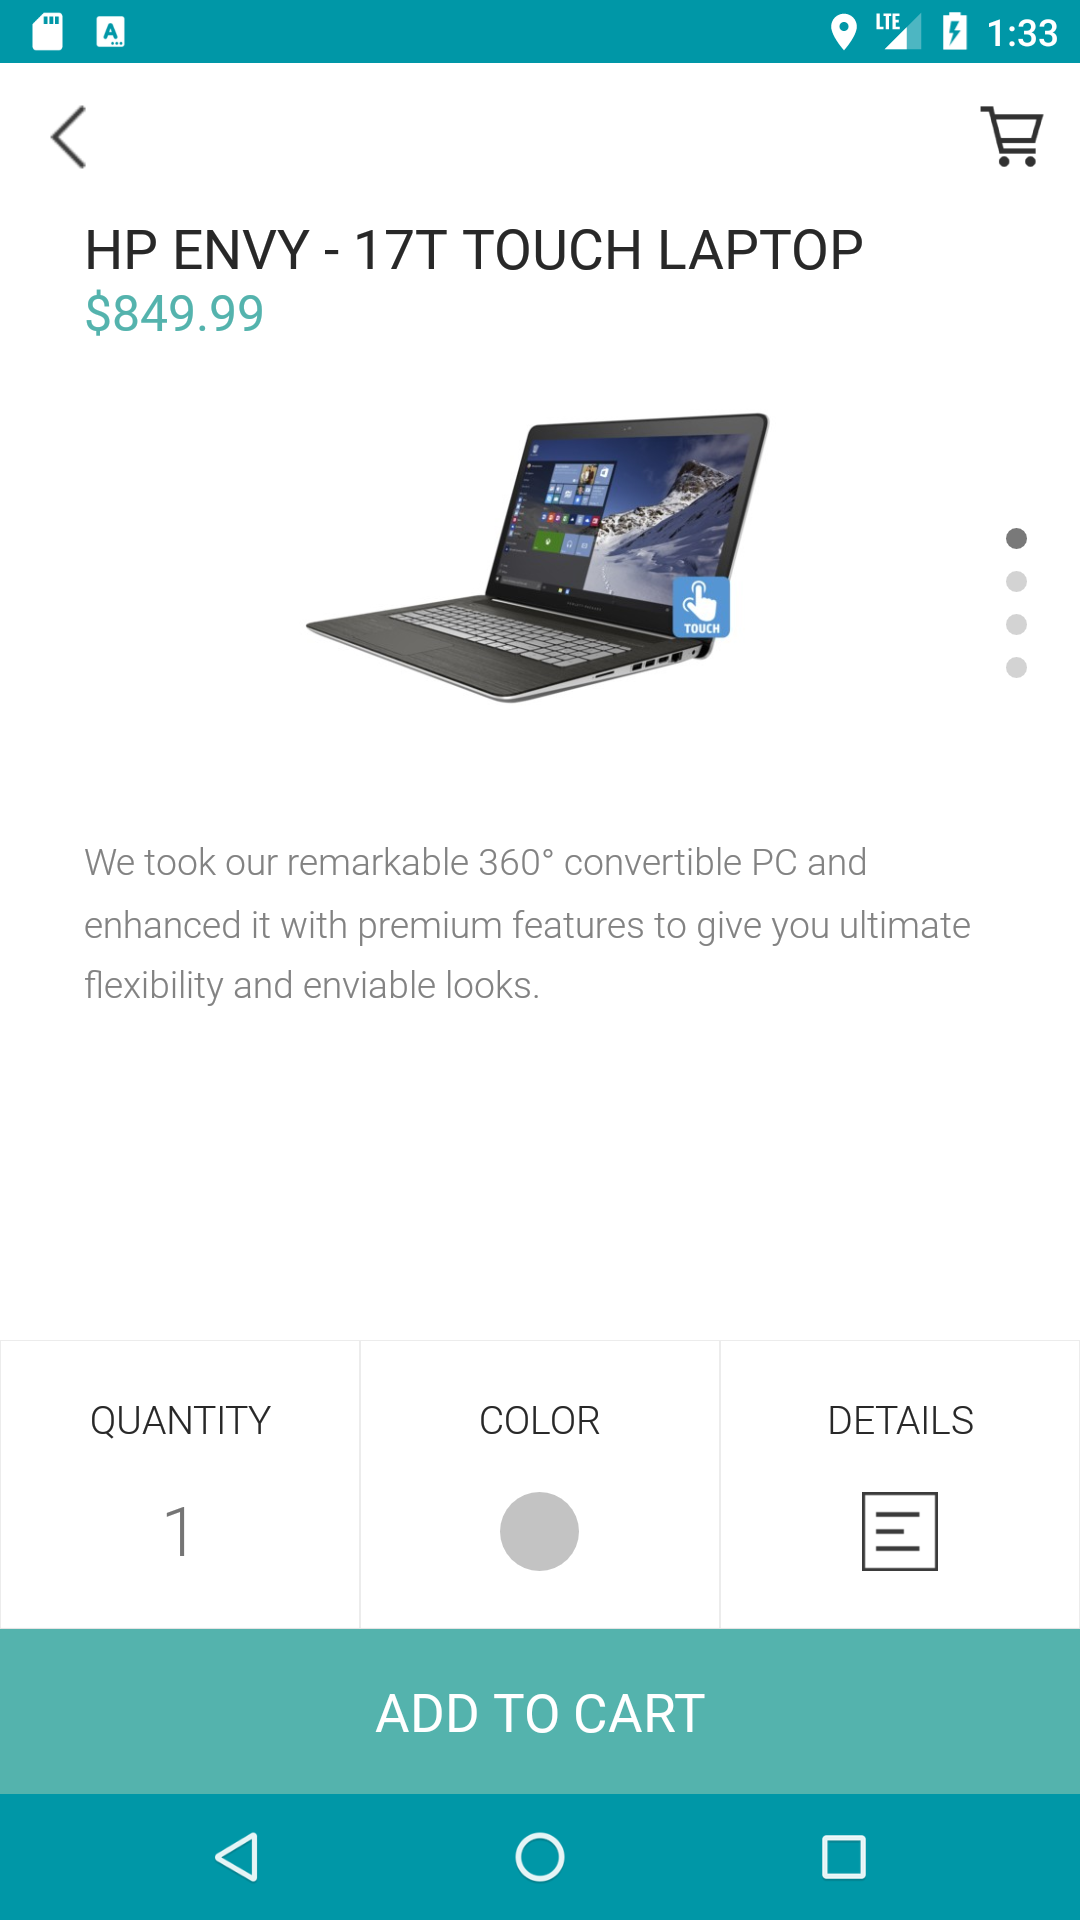 LTE 1:33
HP ENVY - 17T TOUCH LAPTOP
$849.99
TOUCH
We took our remarkable 360° convertible PC and
enhanced it with premium features to give you ultimate
flexibility and enviable looks.
QUANTITY COLOR DETAILS
1
ADD TO CART